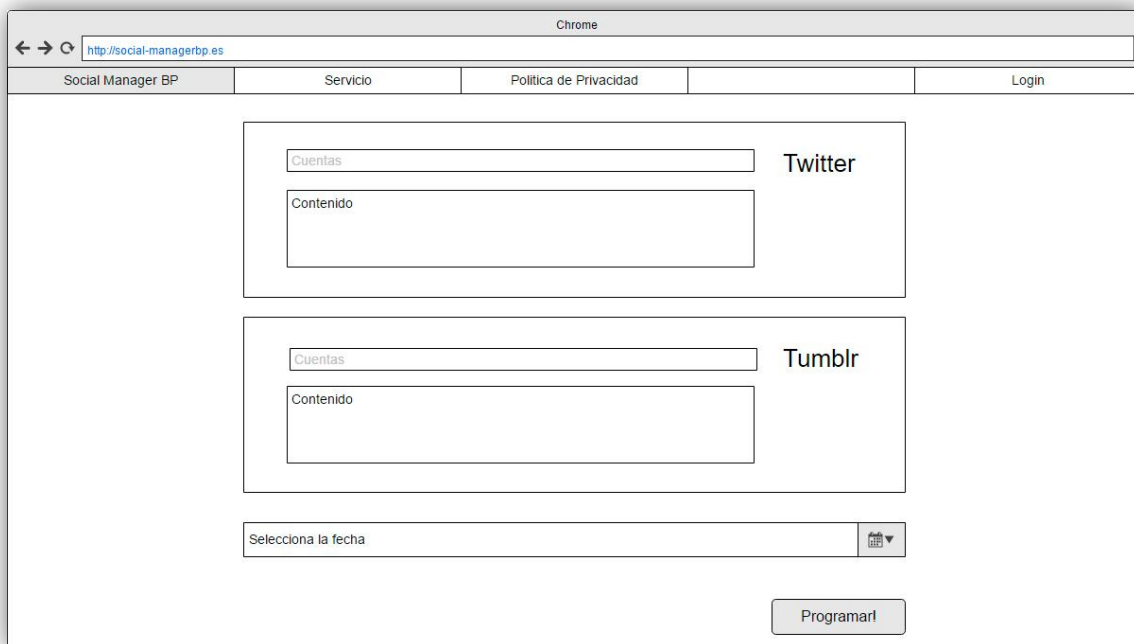 Chrome
http://social-managerbp.es
Social Manager BP Servicio Politica de Privacidad Login
Cuentas Twitter
Contenido
Cuentas Tumblr
Contenido
Selecciona la fecha
Programar!